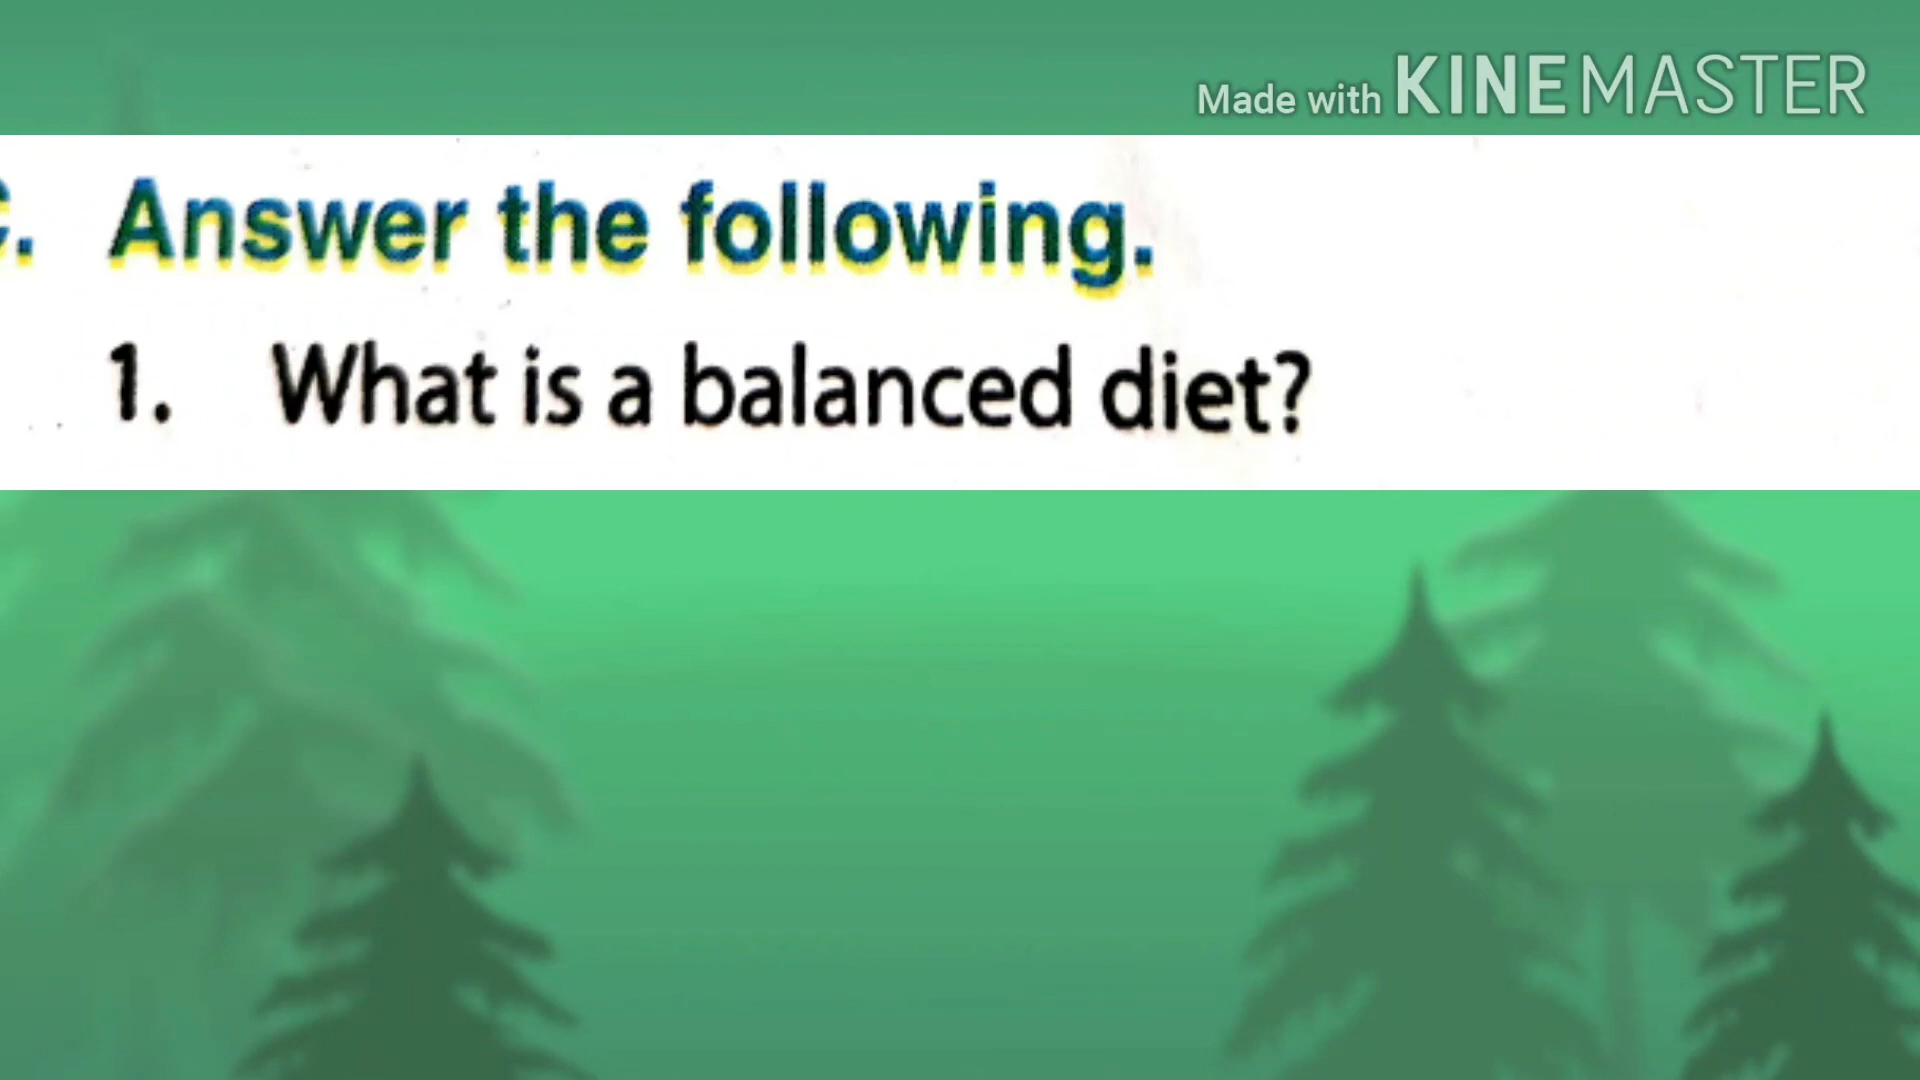 Made with KINEMASTER
C. Answer the following.
1. What is a balanced diet?